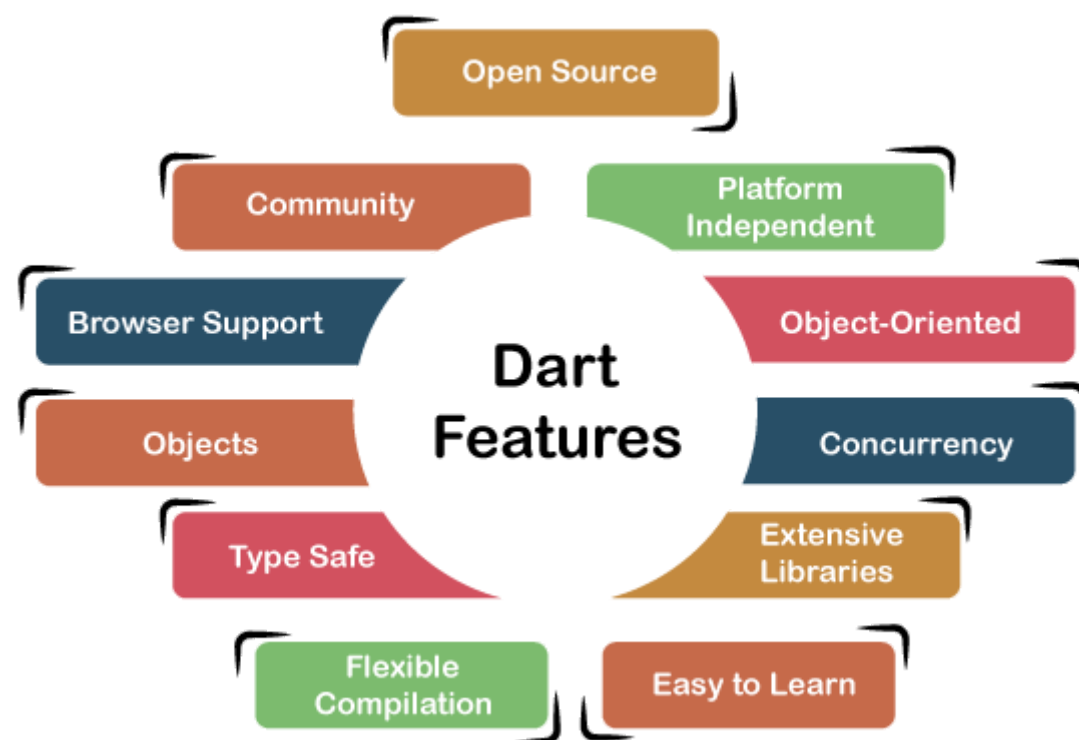 Open Source
Community
Platform
Independent
Browser Support
Object-Oriented
Dart
Features
Objects
Concurrency
Type Safe
Extensive
Libraries
Flexible
Compilation
Easy to Learn